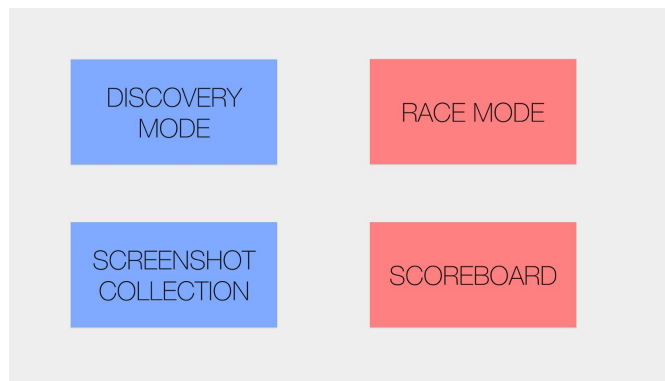 DISCOVERY
MODE
RACE MODE
SCREENSHOT
COLLECTION
SCOREBOARD